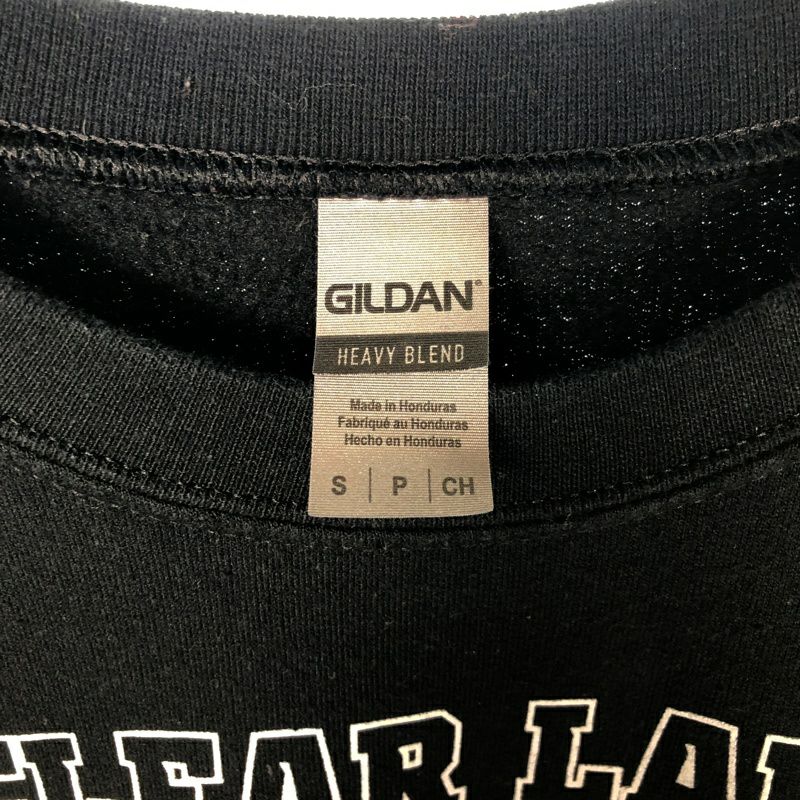 GILDAN®
HEAVY BLEND
Made in Honduras
Fabriqué au Honduras
Hecho en Honduras
S | P | CH